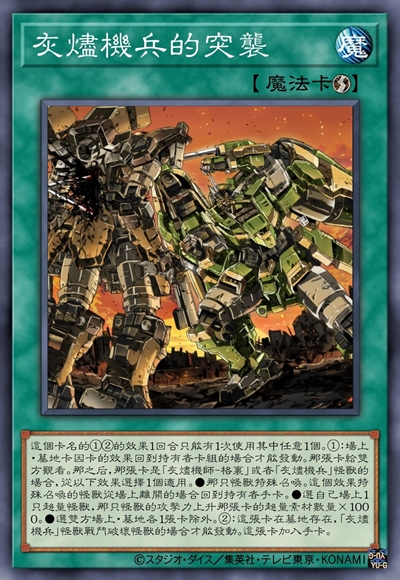 灰燼機兵的突襲
魔
【魔法卡】
這個卡名的①②的效果1回合只能有1次使用其中任意1個。①：場上
・墓地卡因卡的效果回到持有者卡組的場合才能發動。那張卡給雙
方觀看。那之后，那張卡是「灰燼機師-格裏」或者「灰燼機兵」怪獸的
場合，從以下效果選擇1個適用。●那只怪獸特殊召喚。這個效果特
殊召喚的怪獸從場上離開的場合回到持有者手卡。●選自己場上1
只超量怪獸，那只怪獸的攻擊力上升那張卡的超量素材數量×100
0。●選雙方場上・墓地各1張卡除外。②：這張卡在墓地存在，「灰燼
機兵」怪獸戰鬥破壞怪獸的場合才能發動。這張卡加入手卡。
©スタジオ・ダイス／集英社・テレビ東京・KONAMI